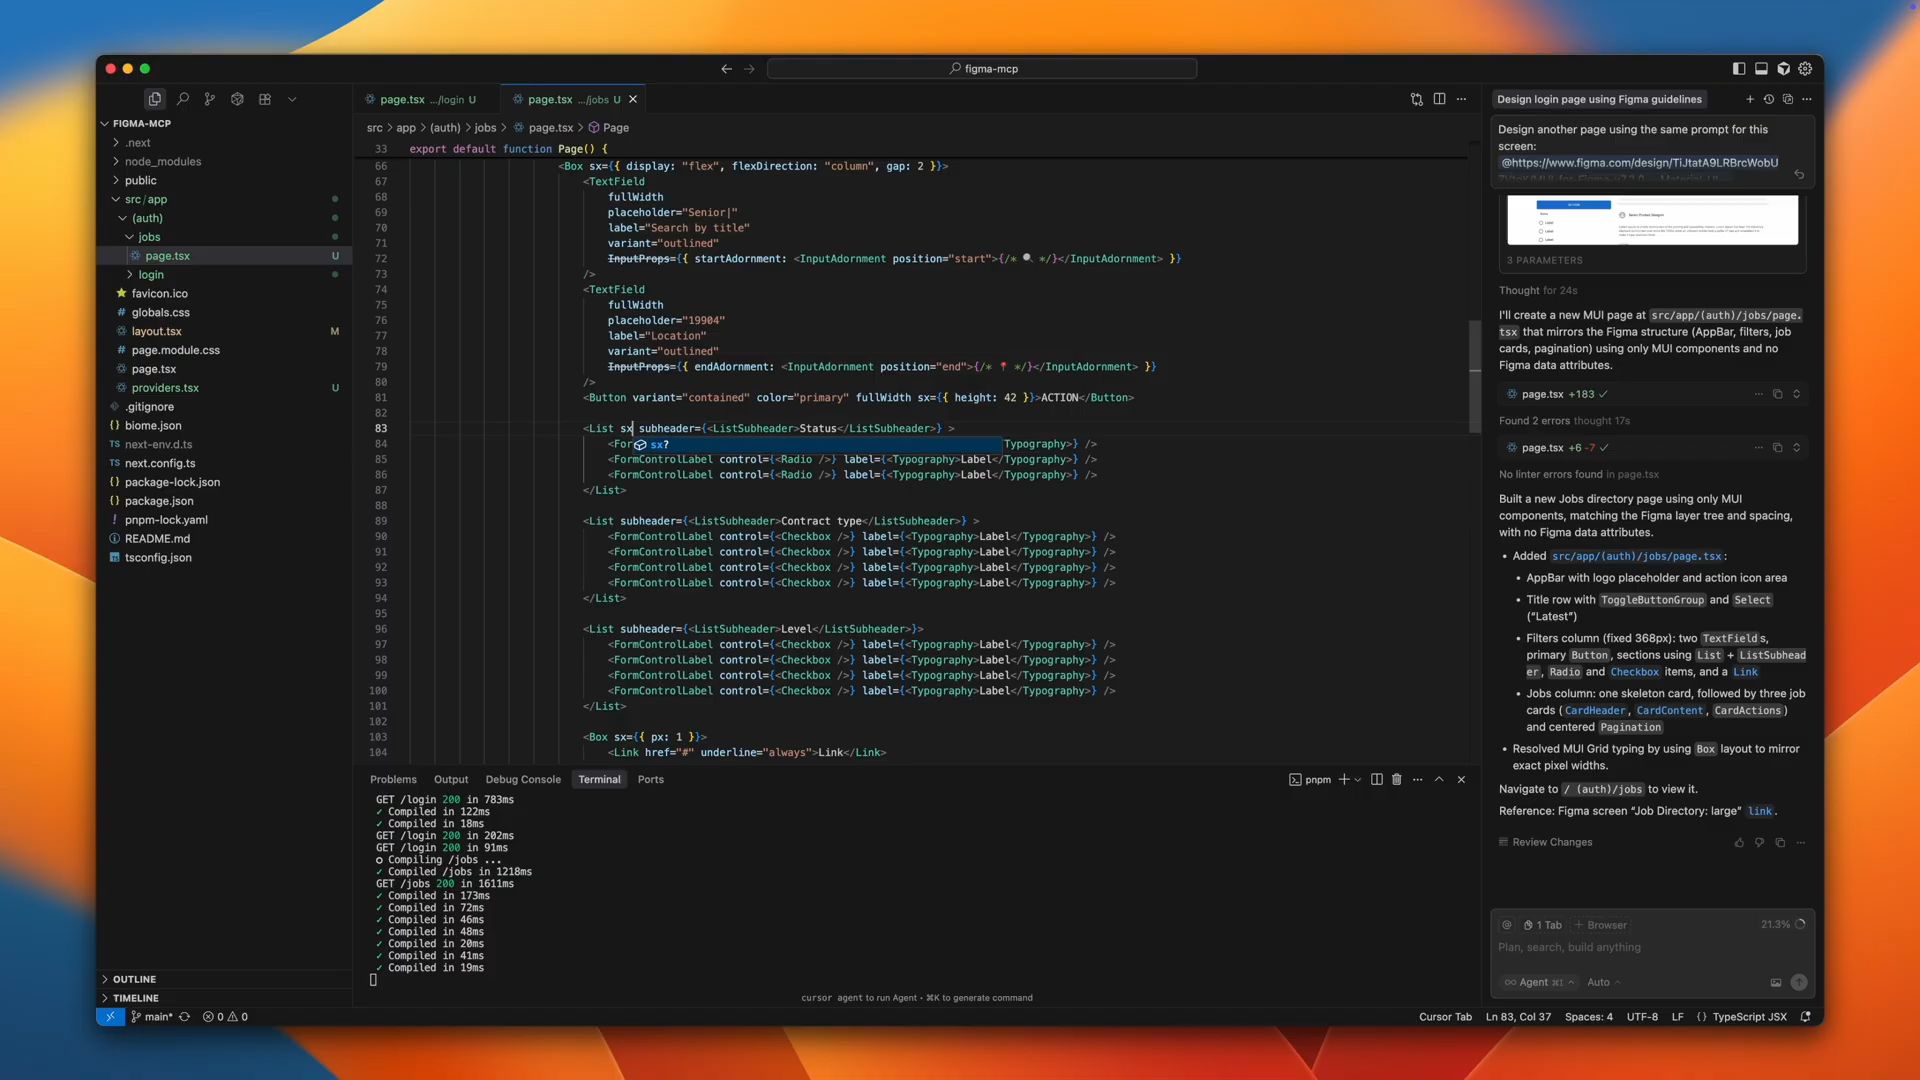 figma-mcp
page.tsx .../login U
page.tsx .../jobs U
FIGMA-MCP
.next
node_modules
public
src/app
(auth)
jobs
page.tsx U
login
favicon.ico
globals.css
layout.tsx M
page.module.css
page.tsx
providers.tsx U
.gitignore
biome.json
next-env.d.ts
next.config.ts
package-lock.json
package.json
pnpm-lock.yaml
README.md
tsconfig.json
OUTLINE
TIMELINE
src > app > (auth) > jobs > page.tsx > Page
33 export default function Page() {
66 <Box sx={{ display: "flex", flexDirection: "column", gap: 2 }}>
67 <TextField
68 fullWidth
69 placeholder="Senior|"
70 label="Search by title"
71 variant="outlined"
72 InputProps={{ startAdornment: <InputAdornment position="start">{/* 🔍 */}</InputAdornment> }}
73 />
74 <TextField
75 fullWidth
76 placeholder="19904"
77 label="Location"
78 variant="outlined"
79 InputProps={{ endAdornment: <InputAdornment position="end">{/* 📍 */}</InputAdornment> }}
80 />
81 <Button variant="contained" color="primary" fullWidth sx={{ height: 42 }}>ACTION</Button>
82
83 <List sx subheader={<ListSubheader>Status</ListSubheader>} >
84 <For sx? Typography>} />
85 <FormControlLabel control={<Radio />} label={<Typography>Label</Typography>} />
86 <FormControlLabel control={<Radio />} label={<Typography>Label</Typography>} />
87 </List>
88
89 <List subheader={<ListSubheader>Contract type</ListSubheader>} >
90 <FormControlLabel control={<Checkbox />} label={<Typography>Label</Typography>} />
91 <FormControlLabel control={<Checkbox />} label={<Typography>Label</Typography>} />
92 <FormControlLabel control={<Checkbox />} label={<Typography>Label</Typography>} />
93 <FormControlLabel control={<Checkbox />} label={<Typography>Label</Typography>} />
94 </List>
95
96 <List subheader={<ListSubheader>Level</ListSubheader>}>
97 <FormControlLabel control={<Checkbox />} label={<Typography>Label</Typography>} />
98 <FormControlLabel control={<Checkbox />} label={<Typography>Label</Typography>} />
99 <FormControlLabel control={<Checkbox />} label={<Typography>Label</Typography>} />
100 <FormControlLabel control={<Checkbox />} label={<Typography>Label</Typography>} />
101 </List>
102
103 <Box sx={{ px: 1 }}>
104 <Link href="#" underline="always">Link</Link>
Problems Output Debug Console Terminal Ports
pnpm
GET /login 200 in 783ms
✓ Compiled in 122ms
✓ Compiled in 18ms
GET /login 200 in 202ms
GET /login 200 in 91ms
○ Compiling /jobs ...
✓ Compiled /jobs in 1218ms
GET /jobs 200 in 1611ms
✓ Compiled in 173ms
✓ Compiled in 72ms
✓ Compiled in 46ms
✓ Compiled in 48ms
✓ Compiled in 20ms
✓ Compiled in 41ms
✓ Compiled in 19ms
cursor agent to run Agent • ⌘K to generate command
Design login page using Figma guidelines
Design another page using the same prompt for this
screen:
@https://www.figma.com/design/TiJtatA9LRBrcWobU
3 PARAMETERS
Thought for 24s
I'll create a new MUI page at src/app/(auth)/jobs/page.
tsx that mirrors the Figma structure (AppBar, filters, job
cards, pagination) using only MUI components and no
Figma data attributes.
page.tsx +183 ✓
Found 2 errors thought 17s
page.tsx +6 -7 ✓
No linter errors found in page.tsx
Built a new Jobs directory page using only MUI
components, matching the Figma layer tree and spacing,
with no Figma data attributes.
• Added src/app/(auth)/jobs/page.tsx:
• AppBar with logo placeholder and action icon area
• Title row with ToggleButtonGroup and Select
(“Latest”)
• Filters column (fixed 368px): two TextFields,
primary Button, sections using List + ListSubhead
er, Radio and Checkbox items, and a Link
• Jobs column: one skeleton card, followed by three job
cards (CardHeader, CardContent, CardActions)
and centered Pagination
• Resolved MUI Grid typing by using Box layout to mirror
exact pixel widths.
Navigate to / (auth)/jobs to view it.
Reference: Figma screen “Job Directory: large” link.
Review Changes
@ 1 Tab + Browser 21.3%
Plan, search, build anything
∞ Agent ⌘I Auto
main* 0 0
Cursor Tab Ln 83, Col 37 Spaces: 4 UTF-8 LF {} TypeScript JSX